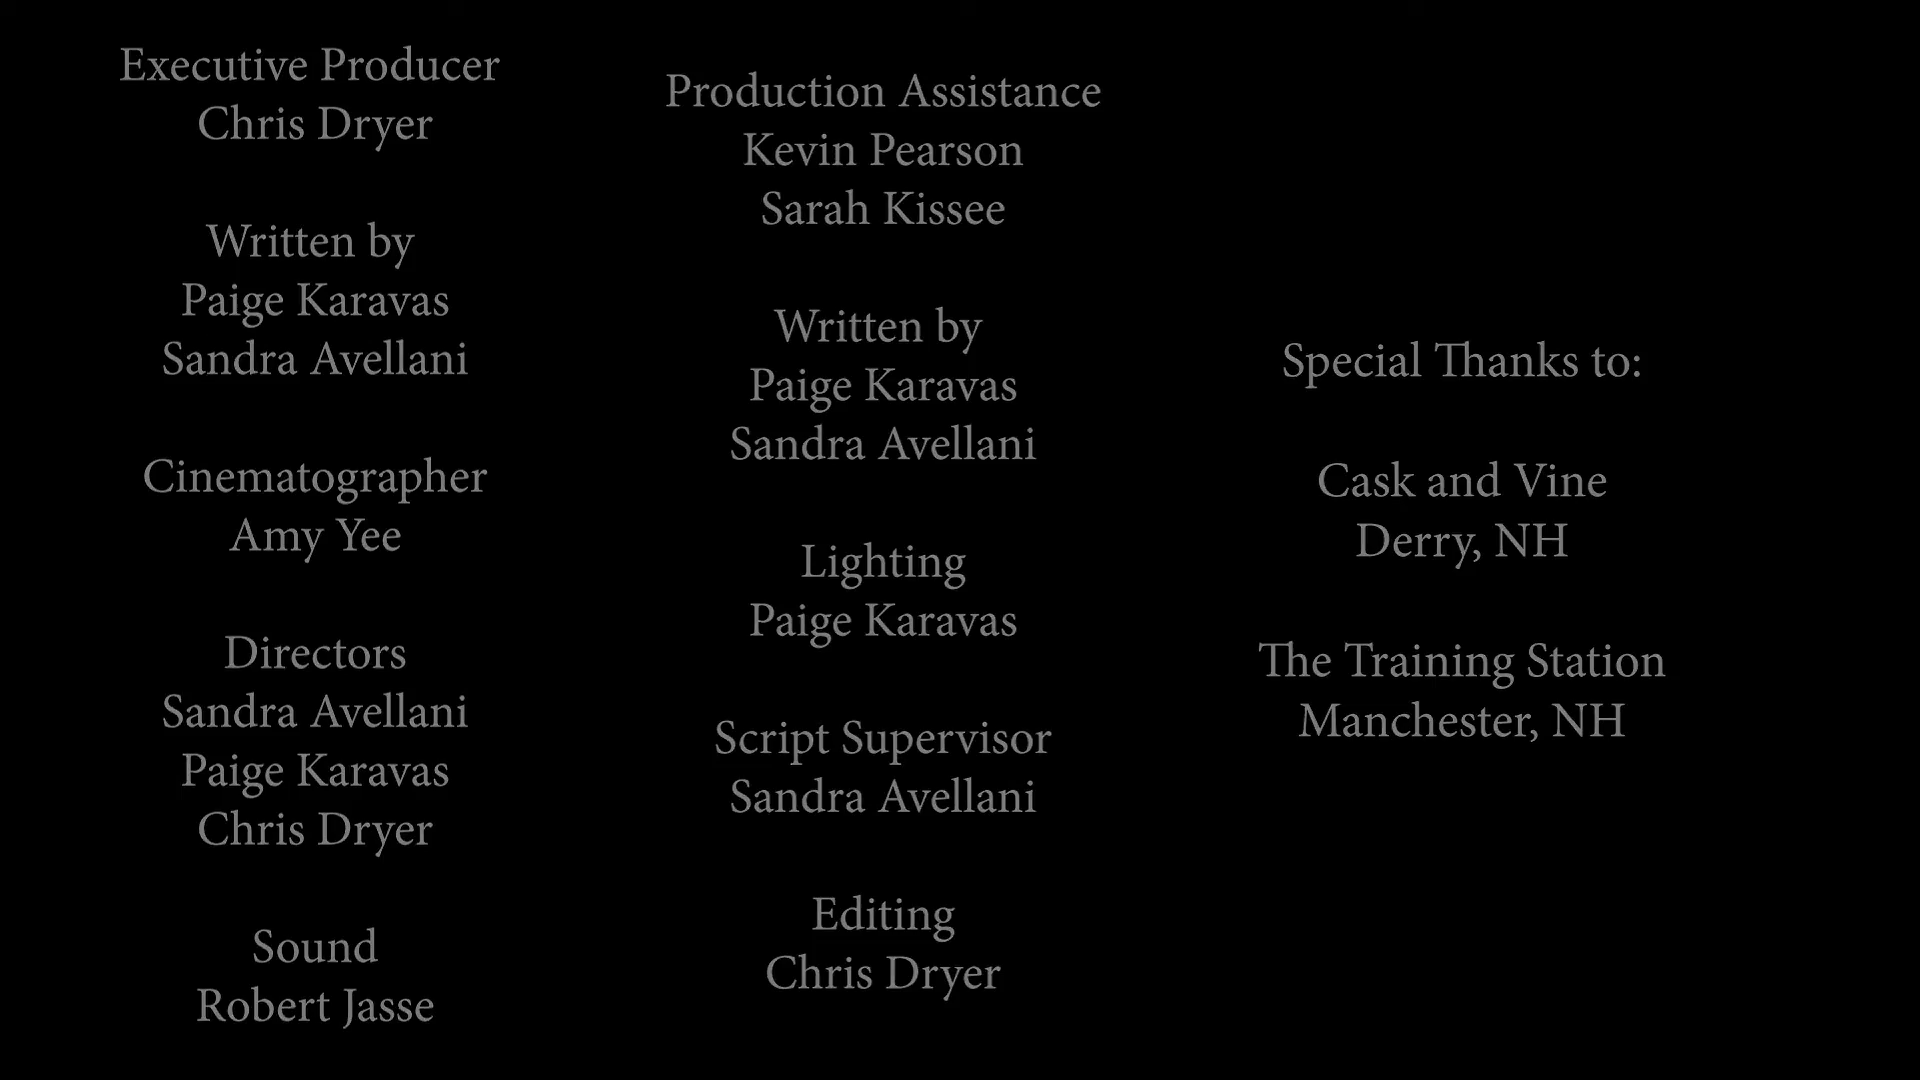 Executive Producer
Chris Dryer
Written by
Paige Karavas
Sandra Avellani
Cinematographer
Amy Yee
Directors
Sandra Avellani
Paige Karavas
Chris Dryer
Sound
Robert Jasse
Production Assistance
Kevin Pearson
Sarah Kissee
Written by
Paige Karavas
Sandra Avellani
Lighting
Paige Karavas
Script Supervisor
Sandra Avellani
Editing
Chris Dryer
Special Thanks to:
Cask and Vine
Derry, NH
The Training Station
Manchester, NH